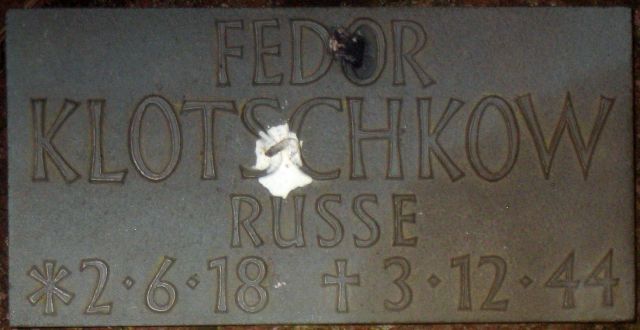 FEDOR
KLOTSCHKOW
RUSSE
* 2·6·18 † 3·12·44